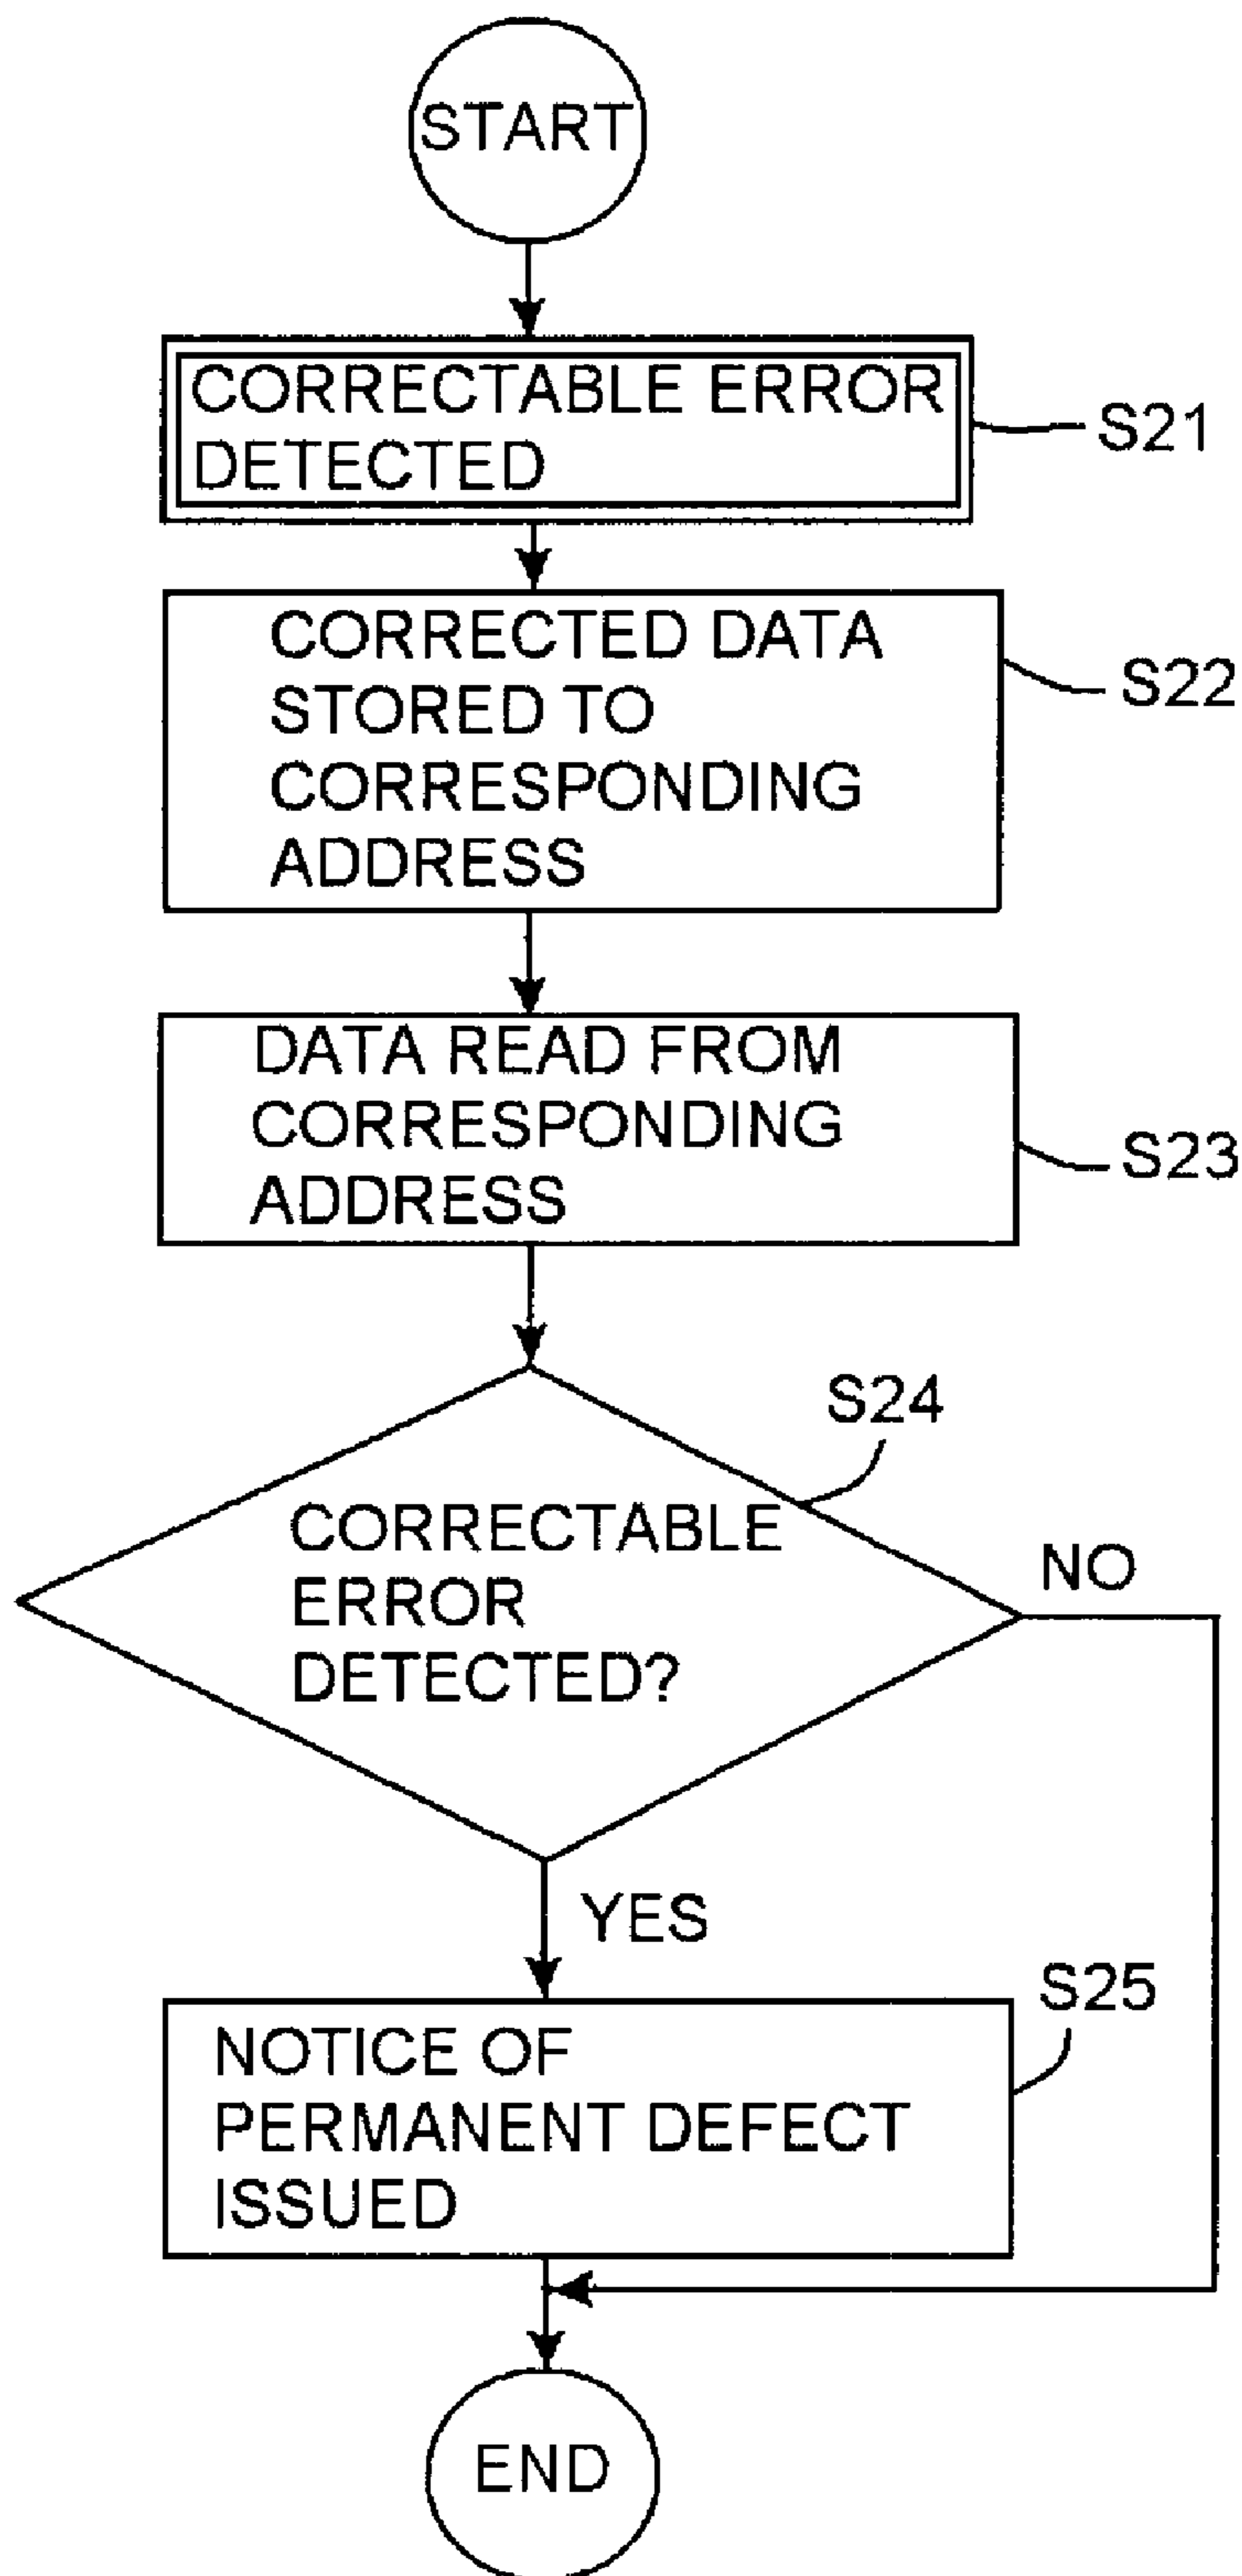 START
CORRECTABLE ERROR
DETECTED
S21
CORRECTED DATA
STORED TO
CORRESPONDING
ADDRESS
S22
DATA READ FROM
CORRESPONDING
ADDRESS
S23
S24
CORRECTABLE
ERROR
DETECTED?
NO
YES
S25
NOTICE OF
PERMANENT DEFECT
ISSUED
END